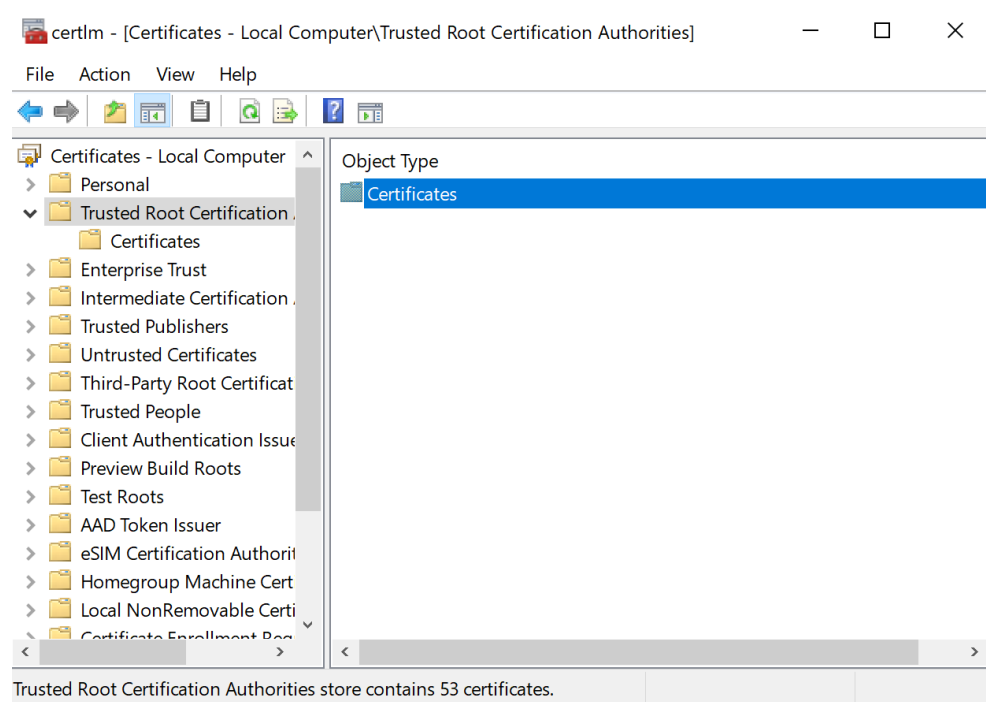 certlm - [Certificates - Local Computer\Trusted Root Certification Authorities]
File Action View Help
Certificates - Local Computer
Personal
Trusted Root Certification
Certificates
Enterprise Trust
Intermediate Certification
Trusted Publishers
Untrusted Certificates
Third-Party Root Certificat
Trusted People
Client Authentication Issue
Preview Build Roots
Test Roots
AAD Token Issuer
eSIM Certification Authorit
Homegroup Machine Cert
Local NonRemovable Certi
Certificate Enrollment Req
Object Type
Certificates
Trusted Root Certification Authorities store contains 53 certificates.